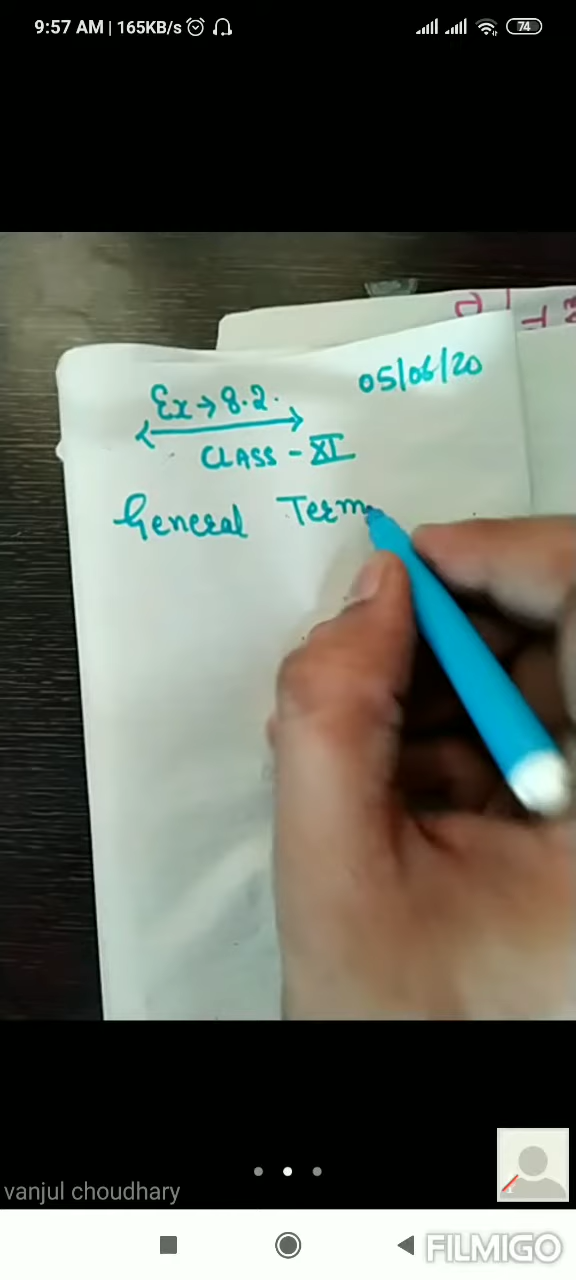 9:57 AM | 165KB/s
74
Ex → 8.2.
05/06/20
CLASS - XI
General Term
vanjul choudhary
FILMIGO